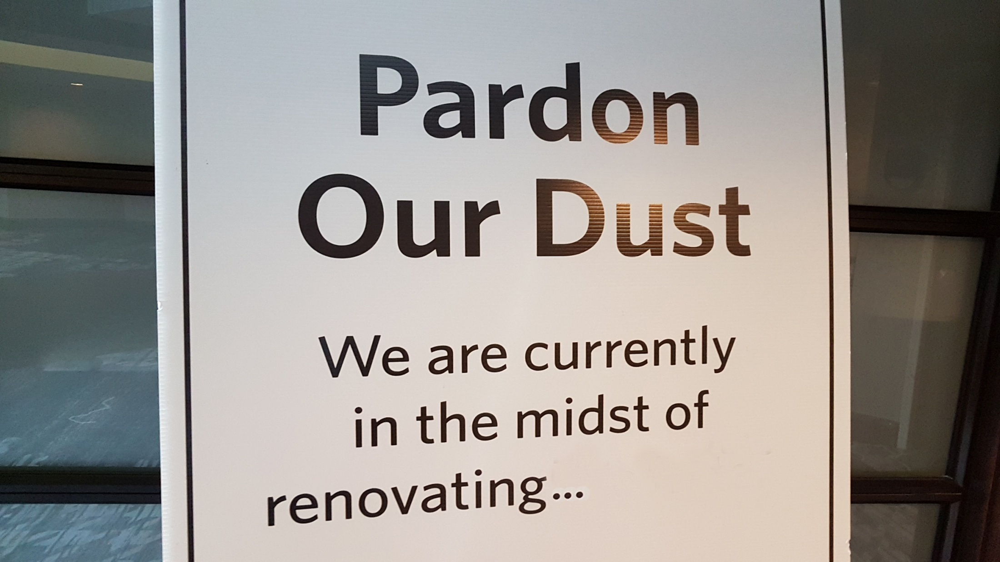 Pardon
Our Dust
We are currently
in the midst of
renovating...